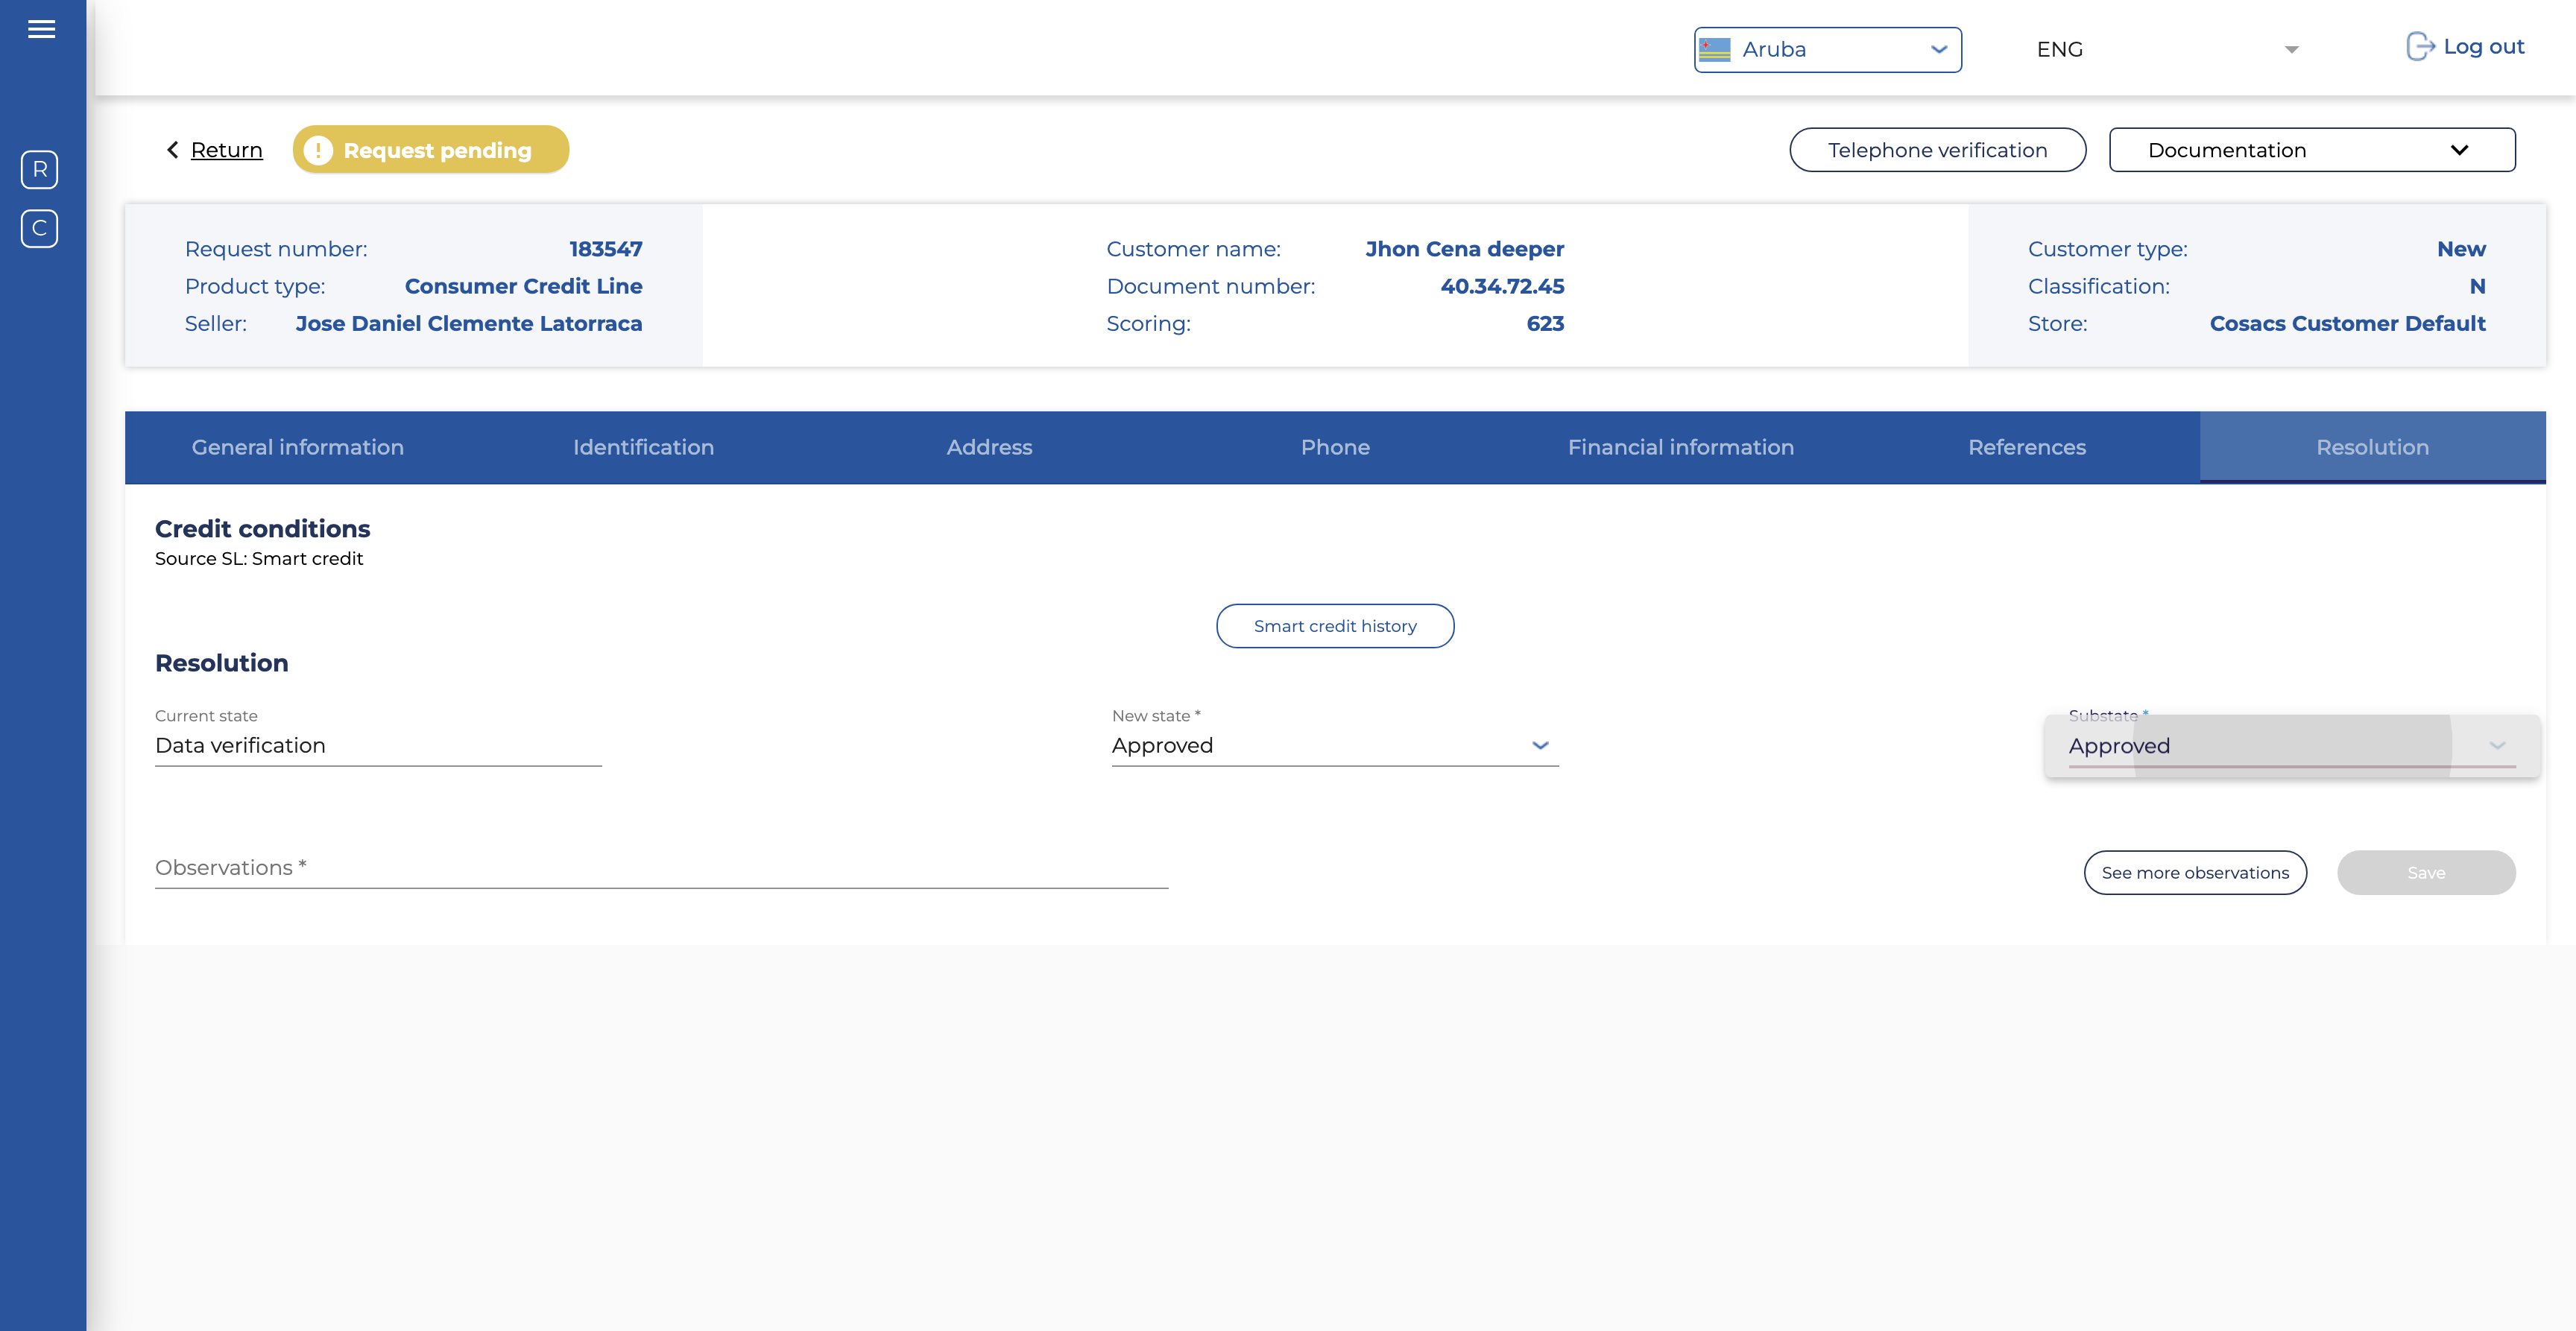 Aruba
ENG
Log out
R
C
Return
Request pending
Telephone verification
Documentation
Request number: 183547
Product type: Consumer Credit Line
Seller: Jose Daniel Clemente Latorraca
Customer name: Jhon Cena deeper
Document number: 40.34.72.45
Scoring: 623
Customer type: New
Classification: N
Store: Cosacs Customer Default
General information
Identification
Address
Phone
Financial information
References
Resolution
Credit conditions
Source SL: Smart credit
Smart credit history
Resolution
Current state
Data verification
New state *
Approved
Substate *
Approved
Observations *
See more observations
Save